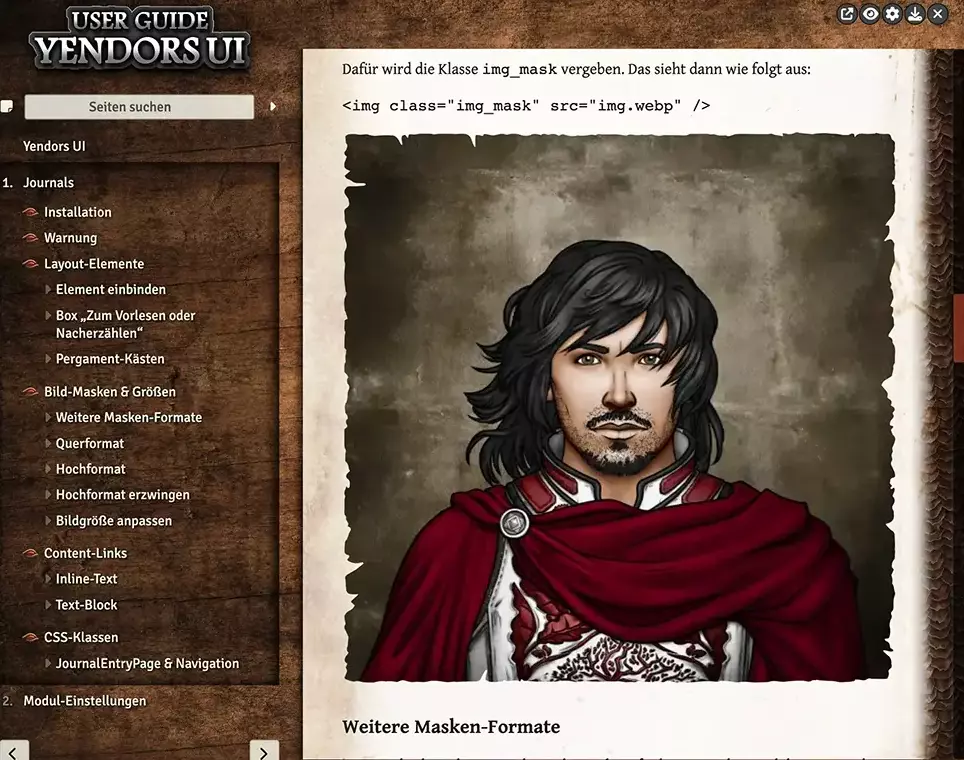 USER GUIDE
YENDORS UI
Seiten suchen
Yendors UI
1. Journals
Installation
Warnung
Layout-Elemente
Element einbinden
Box „Zum Vorlesen oder
Nacherzählen“
Pergament-Kästen
Bild-Masken & Größen
Weitere Masken-Formate
Querformat
Hochformat
Hochformat erzwingen
Bildgröße anpassen
Content-Links
Inline-Text
Text-Block
CSS-Klassen
JournalEntryPage & Navigation
2. Modul-Einstellungen
Dafür wird die Klasse img_mask vergeben. Das sieht dann wie folgt aus:
<img class="img_mask" src="img.webp" />
Weitere Masken-Formate